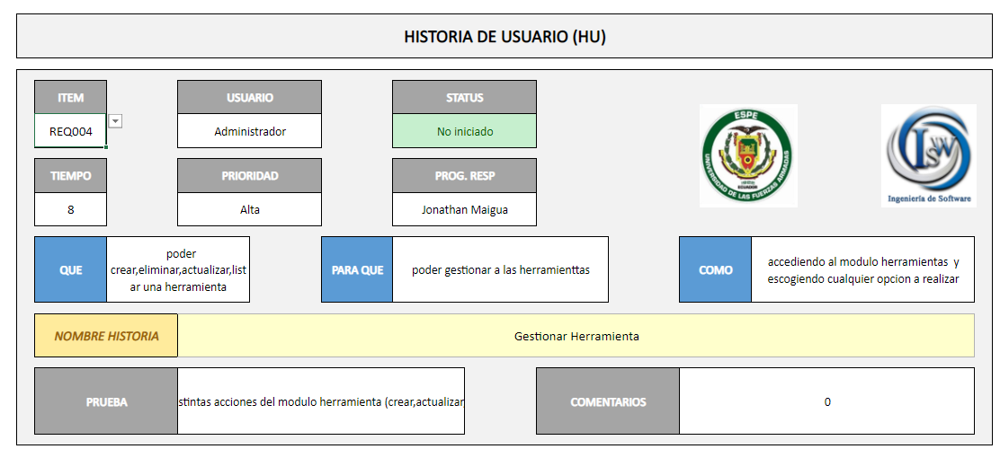 HISTORIA DE USUARIO (HU)
ITEM
USUARIO
STATUS
REQ004
Administrador
No iniciado
TIEMPO
PRIORIDAD
PROG. RESP
8
Alta
Jonathan Maigua
ESPE
UNIVERSIDAD DE LAS FUERZAS ARMADAS
ECUADOR
ISW
Ingeniería de Software
QUE
poder
crear,eliminar,actualizar,list
ar una herramienta
PARA QUE
poder gestionar a las herramienttas
COMO
accediendo al modulo herramientas y
escogiendo cualquier opcion a realizar
NOMBRE HISTORIA
Gestionar Herramienta
PRUEBA
stintas acciones del modulo herramienta (crear,actualizar
COMENTARIOS
0